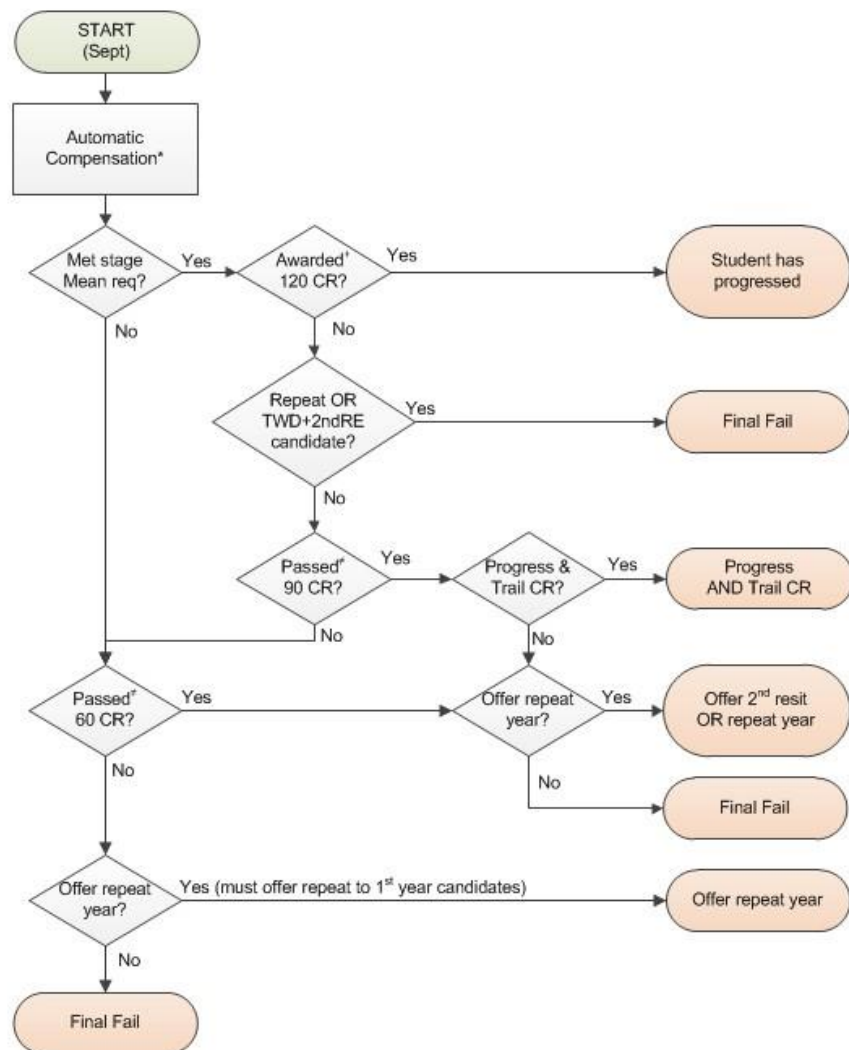 START
(Sept)
Automatic
Compensation*
Met stage
Mean req?
Yes
Awarded†
120 CR?
Yes
Student has
progressed
No
No
Repeat OR
TWD+2ndRE
candidate?
Yes
Final Fail
No
Passed≠
90 CR?
Yes
Progress &
Trail CR?
Yes
Progress
AND Trail CR
No
No
Passed≠
60 CR?
Yes
Offer repeat
year?
Yes
Offer 2nd resit
OR repeat year
No
No
Final Fail
Offer repeat
year?
Yes (must offer repeat to 1st year candidates)
Offer repeat year
No
Final Fail